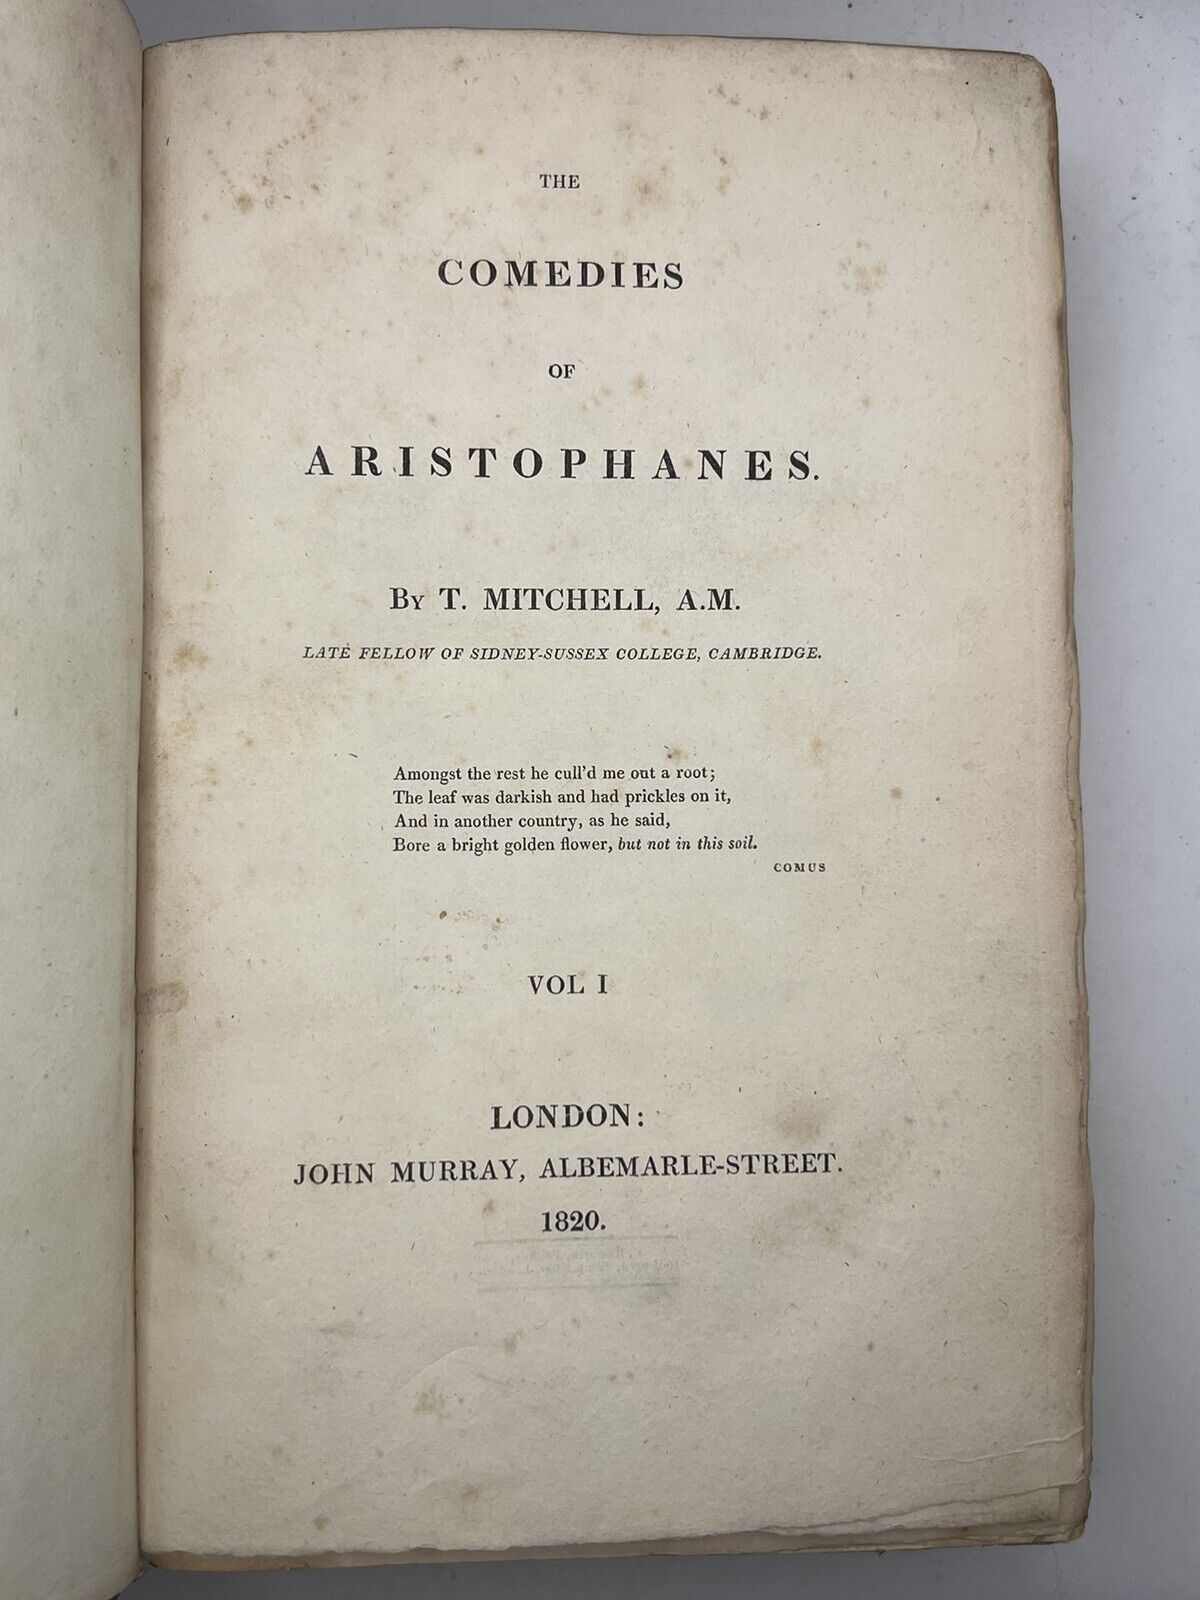 THE
COMEDIES
OF
ARISTOPHANES.
By T. MITCHELL, A.M.
LATE FELLOW OF SIDNEY-SUSSEX COLLEGE, CAMBRIDGE.
Amongst the rest he cull'd me out a root;
The leaf was darkish and had prickles on it,
And in another country, as he said,
Bore a bright golden flower, but not in this soil.
COMUS
VOL I
LONDON:
JOHN MURRAY, ALBEMARLE-STREET.
1820.